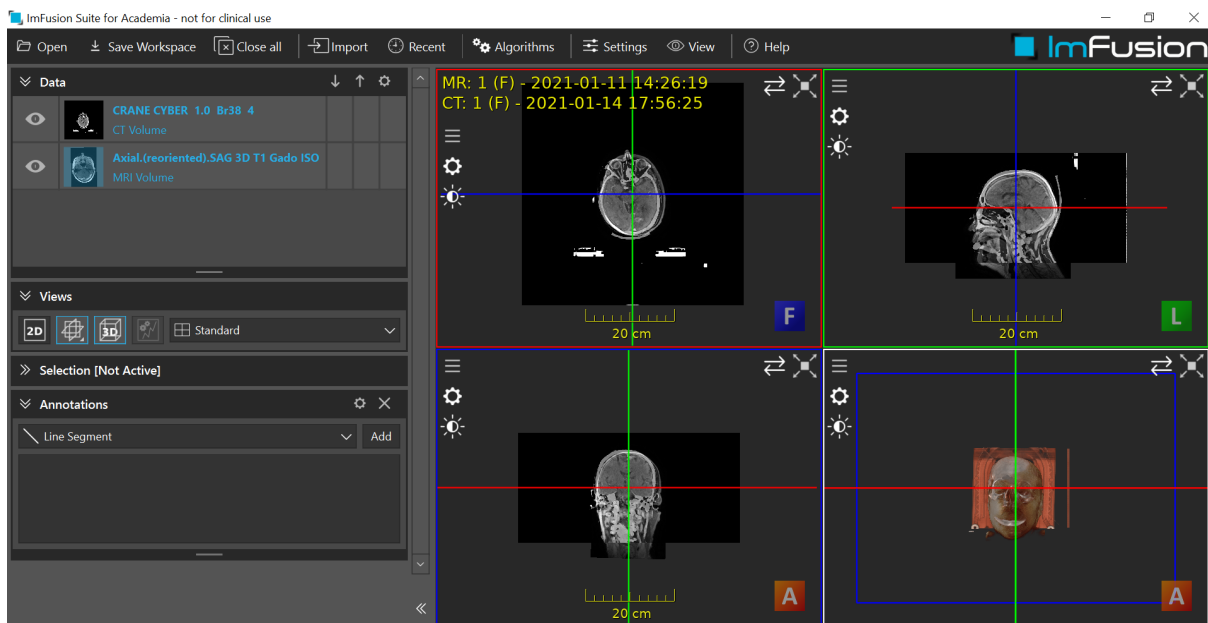 ImFusion Suite for Academia - not for clinical use
Open Save Workspace Close all Import Recent Algorithms Settings View Help
ImFusion
Data
CRANE CYBER 1.0 Br38 4
CT Volume
Axial.(reoriented).SAG 3D T1 Gado ISO
MRI Volume
Views
2D 3D Standard
Selection [Not Active]
Annotations
Line Segment Add
MR: 1 (F) - 2021-01-11 14:26:19
CT: 1 (F) - 2021-01-14 17:56:25
20 cm
F
20 cm
L
20 cm
A
A